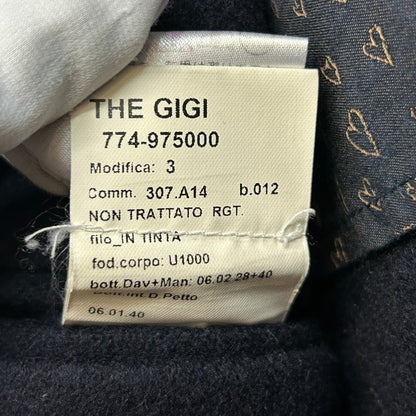 THE GIGI
774-975000
Modifica: 3
Comm. 307.A14 b.012
NON TRATTATO RGT.
filo_IN TINTA
fod.corpo: U1000
bott.Dav+Man: 06.02.28+40
Bott.Int.D.Petto
06.01.40